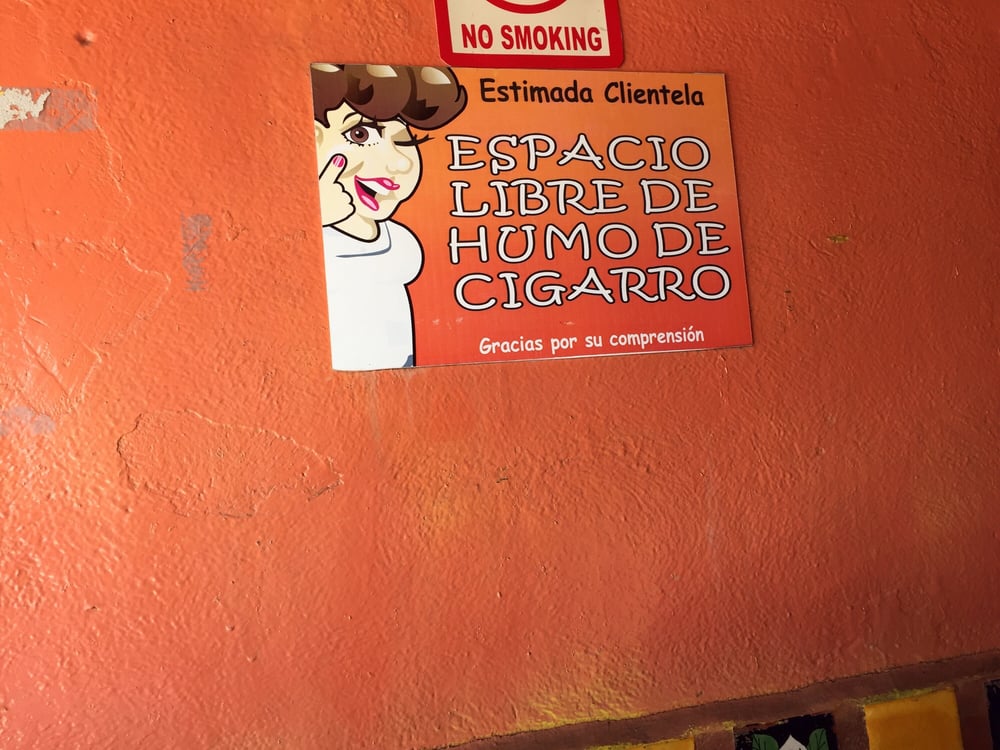 NO SMOKING
Estimada Clientela
ESPACIO
LIBRE DE
HUMO DE
CIGARRO
Gracias por su comprensión